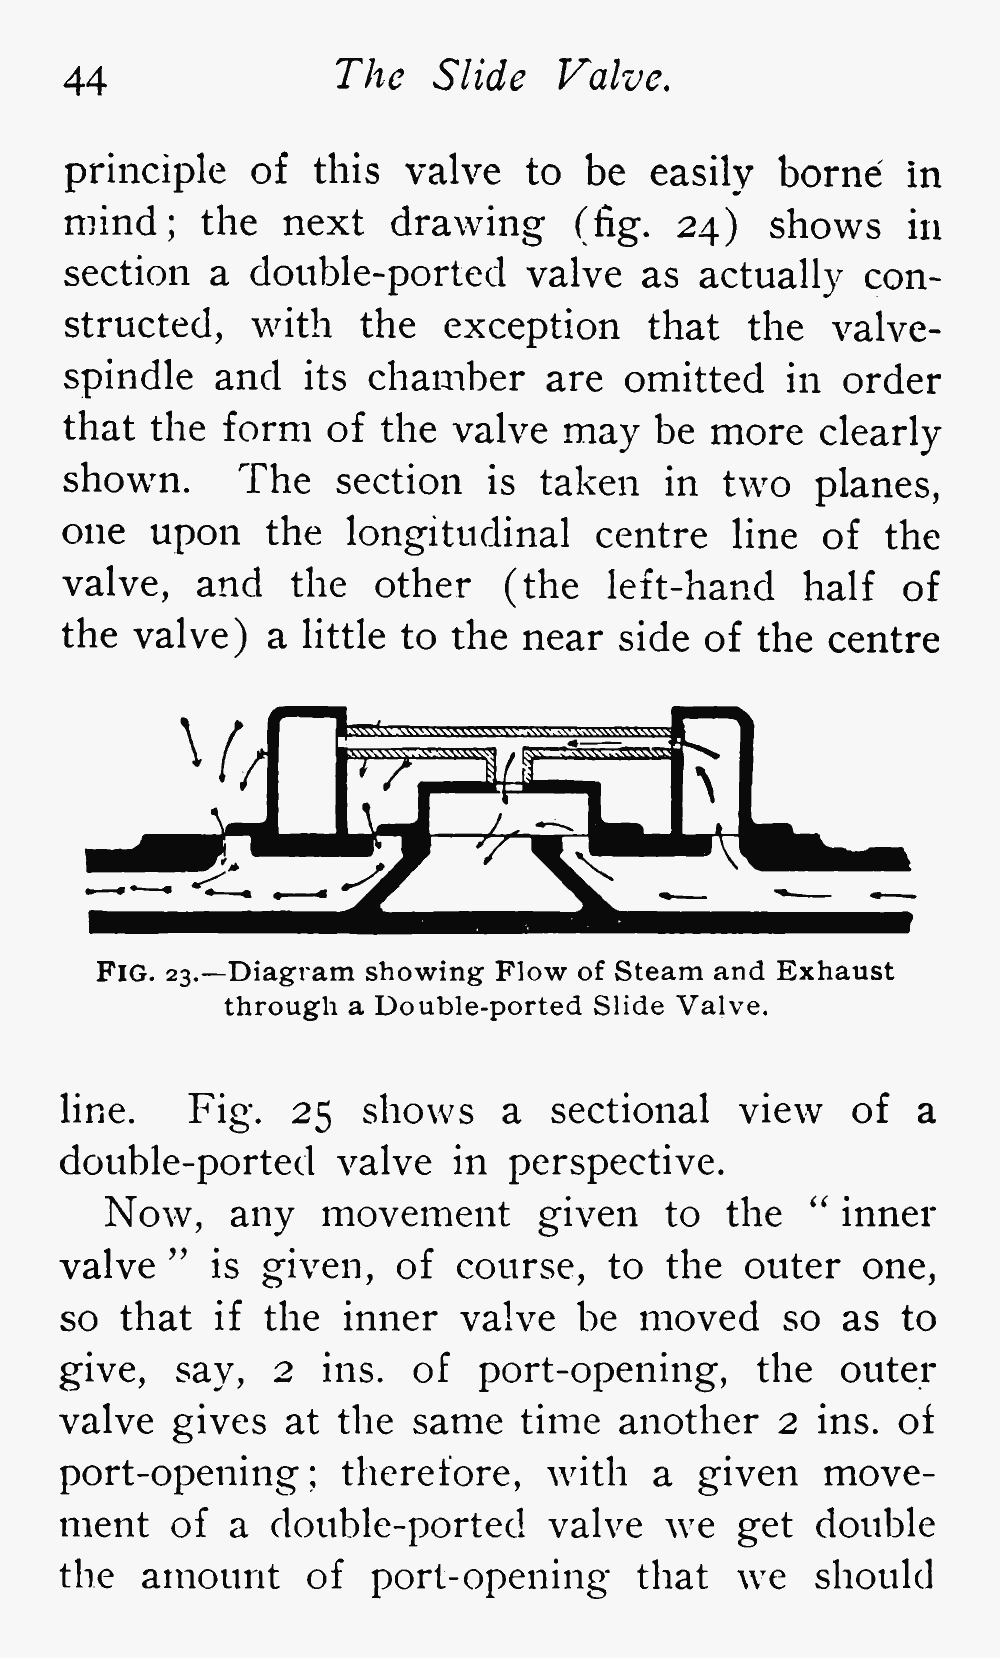 44 The Slide Valve.
principle of this valve to be easily borne in
mind; the next drawing (fig. 24) shows in
section a double-ported valve as actually con-
structed, with the exception that the valve-
spindle and its chamber are omitted in order
that the form of the valve may be more clearly
shown. The section is taken in two planes,
one upon the longitudinal centre line of the
valve, and the other (the left-hand half of
the valve) a little to the near side of the centre
FIG. 23.—Diagram showing Flow of Steam and Exhaust
through a Double-ported Slide Valve.
line. Fig. 25 shows a sectional view of a
double-ported valve in perspective.
Now, any movement given to the “inner
valve” is given, of course, to the outer one,
so that if the inner valve be moved so as to
give, say, 2 ins. of port-opening, the outer
valve gives at the same time another 2 ins. of
port-opening; therefore, with a given move-
ment of a double-ported valve we get double
the amount of port-opening that we should